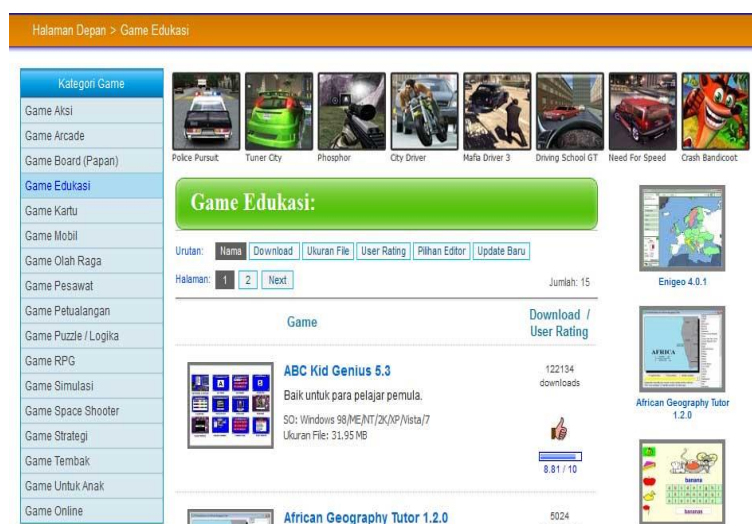 Halaman Depan > Game Edukasi
Kategori Game
Game Aksi
Game Arcade
Game Board (Papan)
Game Edukasi
Game Kartu
Game Mobil
Game Olah Raga
Game Pesawat
Game Petualangan
Game Puzzle / Logika
Game RPG
Game Simulasi
Game Space Shooter
Game Strategi
Game Tembak
Game Untuk Anak
Game Online
Police Pursuit Tuner City Phosphor City Driver Mafia Driver 3 Driving School GT Need For Speed Crash Bandicoot
Game Edukasi:
Urutan: Nama Download Ukuran File User Rating Pilihan Editor Update Baru
Halaman: 1 2 Next Jumlah: 15
Game
Download /
User Rating
ABC Kid Genius 5.3
Baik untuk para pelajar pemula.
SO: Windows 98/ME/NT/2K/XP/Vista/7
Ukuran File: 31.95 MB
122134
downloads
8.81 / 10
African Geography Tutor 1.2.0
5024
Enigeo 4.0.1
AFRICA
African Geography Tutor
1.2.0
banana
bananas